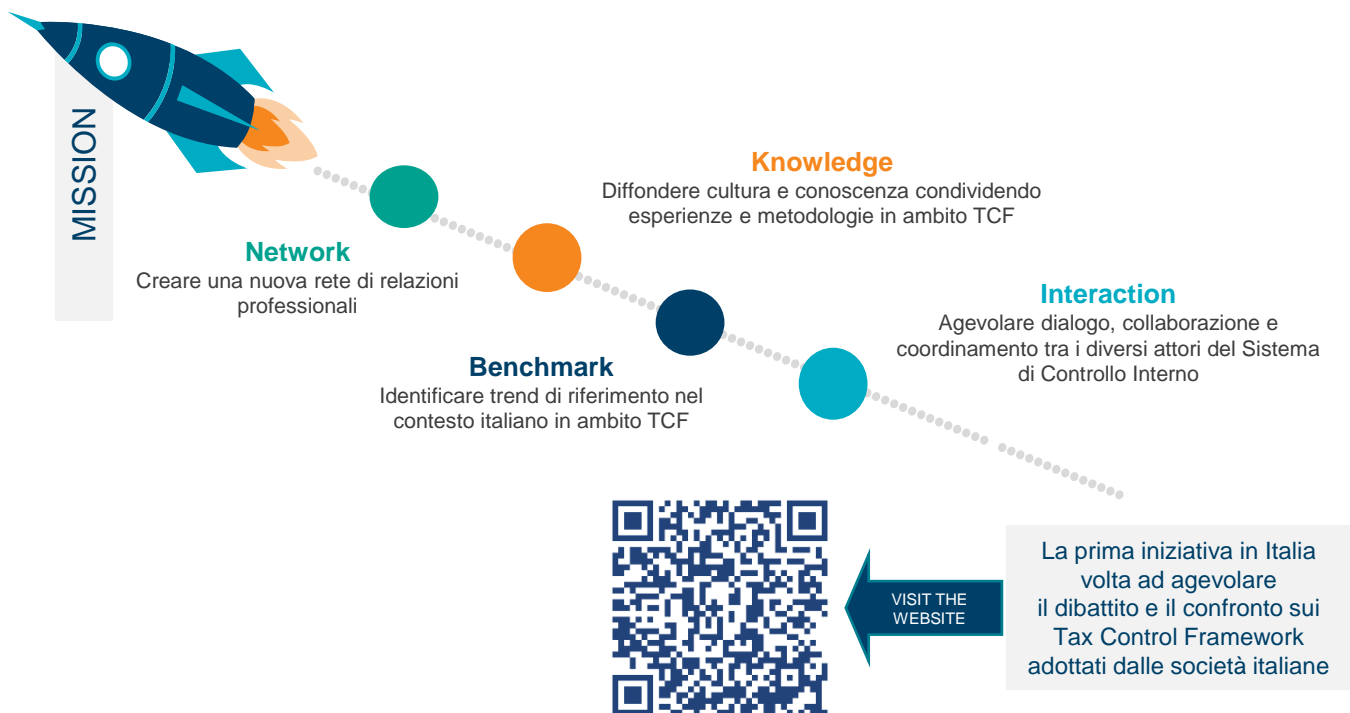 MISSION
Knowledge
Diffondere cultura e conoscenza condividendo
esperienze e metodologie in ambito TCF
Network
Creare una nuova rete di relazioni
professionali
Interaction
Agevolare dialogo, collaborazione e
coordinamento tra i diversi attori del Sistema
di Controllo Interno
Benchmark
Identificare trend di riferimento nel
contesto italiano in ambito TCF
VISIT THE
WEBSITE
La prima iniziativa in Italia
volta ad agevolare
il dibattito e il confronto sui
Tax Control Framework
adottati dalle società italiane